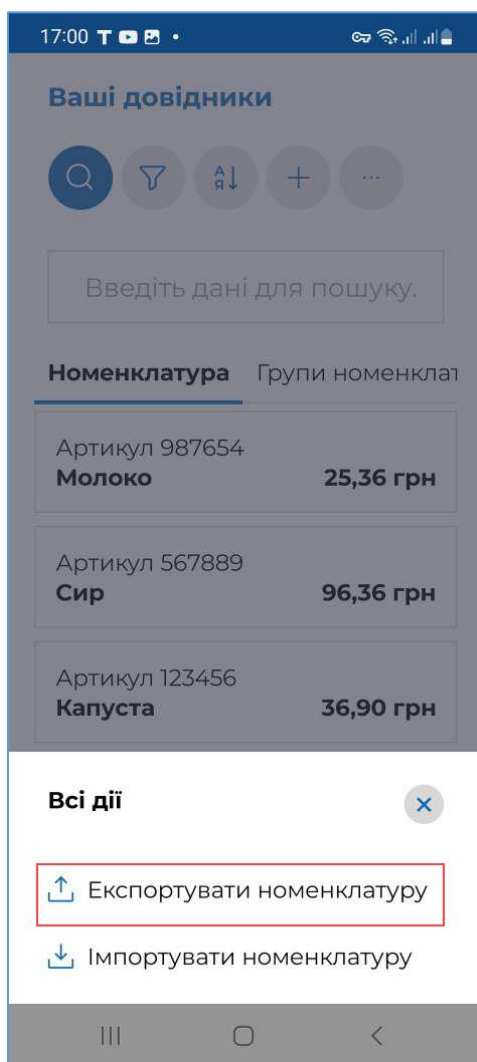 17:00 T
Ваші довідники
А
Я
Введіть дані для пошуку.
Номенклатура Групи номенклат
Артикул 987654
Молоко 25,36 грн
Артикул 567889
Сир 96,36 грн
Артикул 123456
Капуста 36,90 грн
Всі дії
Експортувати номенклатуру
Імпортувати номенклатуру